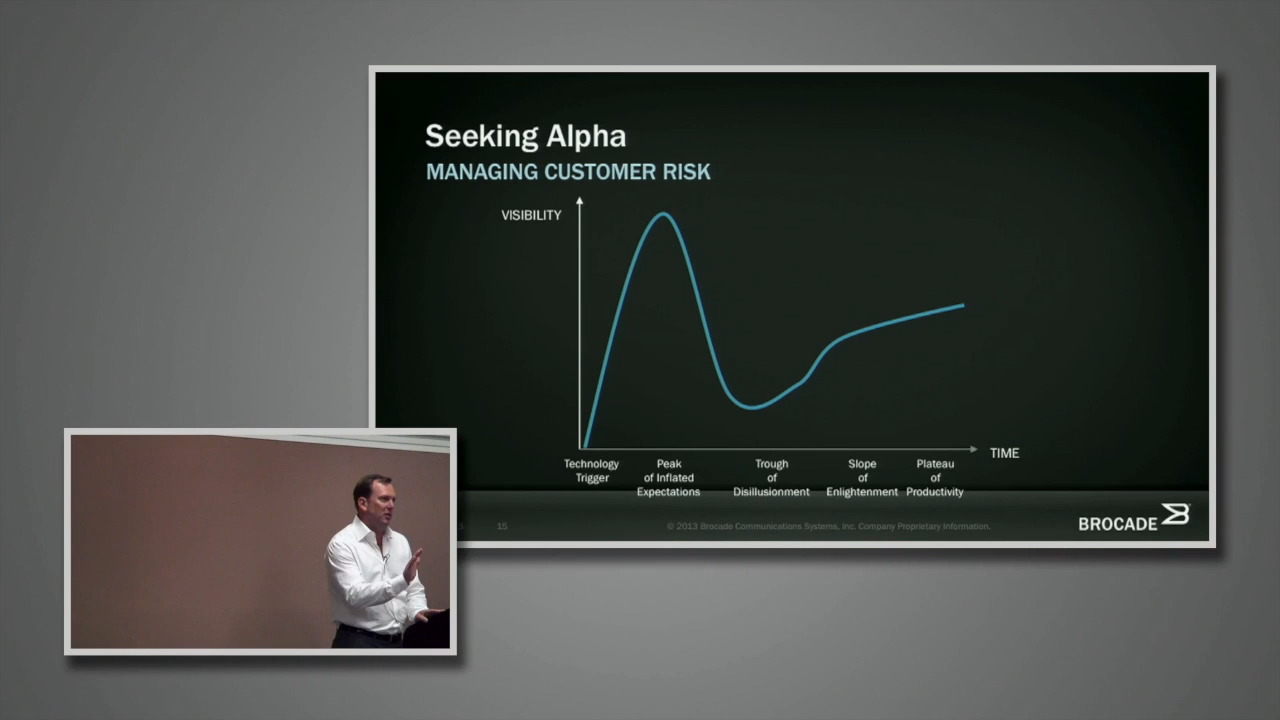 Seeking Alpha
MANAGING CUSTOMER RISK
VISIBILITY
TIME
Technology
Trigger
Peak
of Inflated
Expectations
Trough
of
Disillusionment
Slope
of
Enlightenment
Plateau
of
Productivity
15
© 2013 Brocade Communications Systems, Inc. Company Proprietary Information.
BROCADE